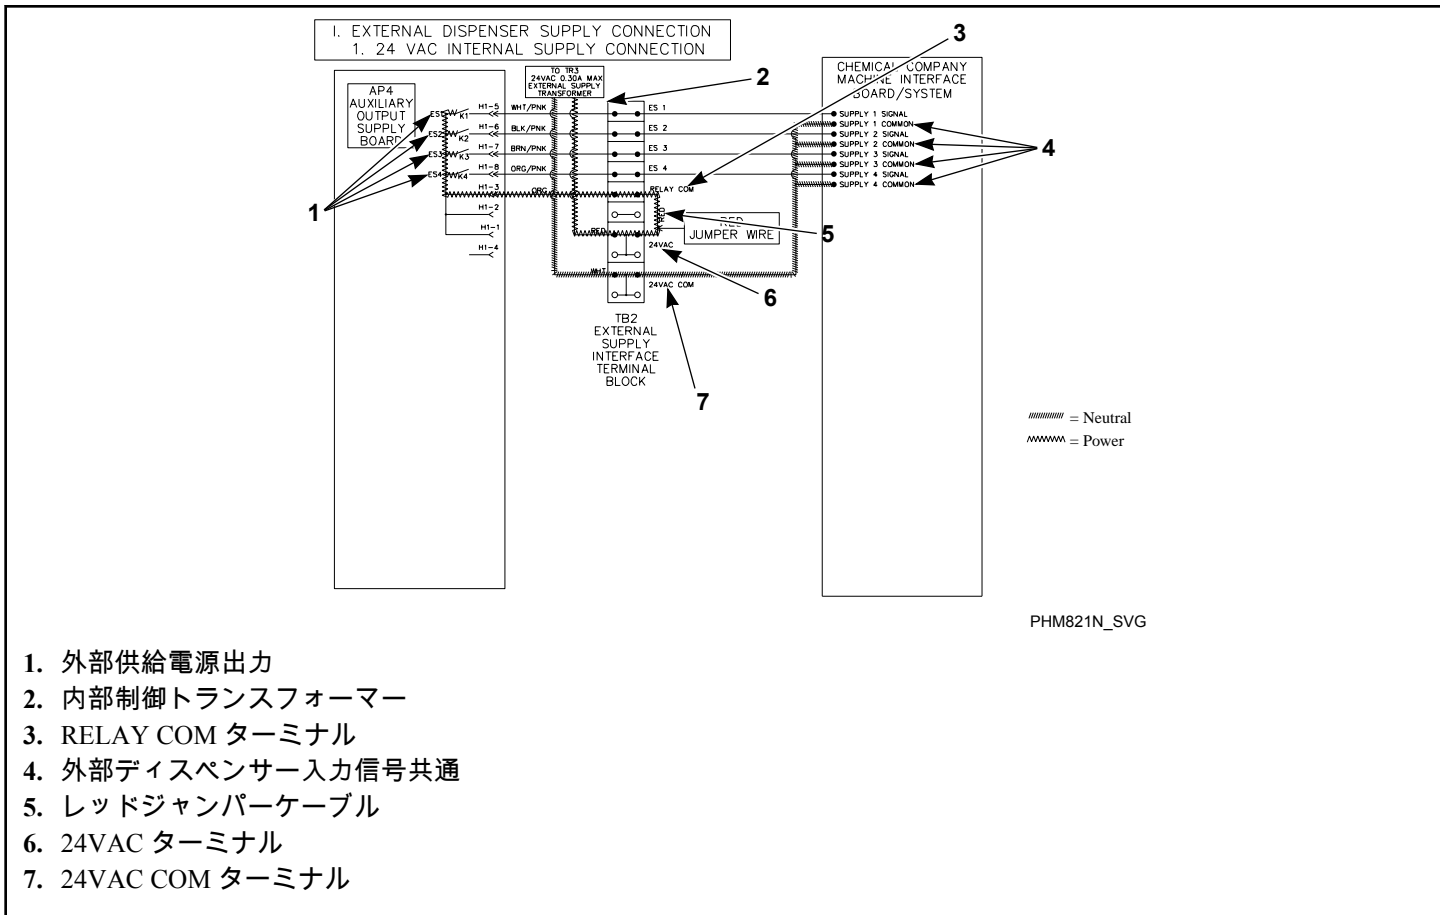 I. EXTERNAL DISPENSER SUPPLY CONNECTION
1. 24 VAC INTERNAL SUPPLY CONNECTION
3
TO TR3
24VAC 0.30A MAX
EXTERNAL SUPPLY
TRANSFORMER
2
CHEMICAL COMPANY
MACHINE INTERFACE
BOARD/SYSTEM
AP4
AUXILIARY
OUTPUT
SUPPLY
BOARD
ES1 K1 H1-5 WHT/PNK ES 1
ES2 K2 H1-6 BLK/PNK ES 2
ES3 K3 H1-7 BRN/PNK ES 3
ES4 K4 H1-8 ORG/PNK ES 4
H1-3 ORG RELAY COM
H1-2
H1-1
H1-4
SUPPLY 1 SIGNAL
SUPPLY 1 COMMON
SUPPLY 2 SIGNAL
SUPPLY 2 COMMON
SUPPLY 3 SIGNAL
SUPPLY 3 COMMON
SUPPLY 4 SIGNAL
SUPPLY 4 COMMON
4
1
RED
RED
JUMPER WIRE
5
RED
24VAC
WHT
24VAC COM
6
TB2
EXTERNAL
SUPPLY
INTERFACE
TERMINAL
BLOCK
7
= Neutral
= Power
PHM821N_SVG
1. 外部供給電源出力
2. 内部制御トランスフォーマー
3. RELAY COM ターミナル
4. 外部ディスペンサー入力信号共通
5. レッドジャンパーケーブル
6. 24VAC ターミナル
7. 24VAC COM ターミナル